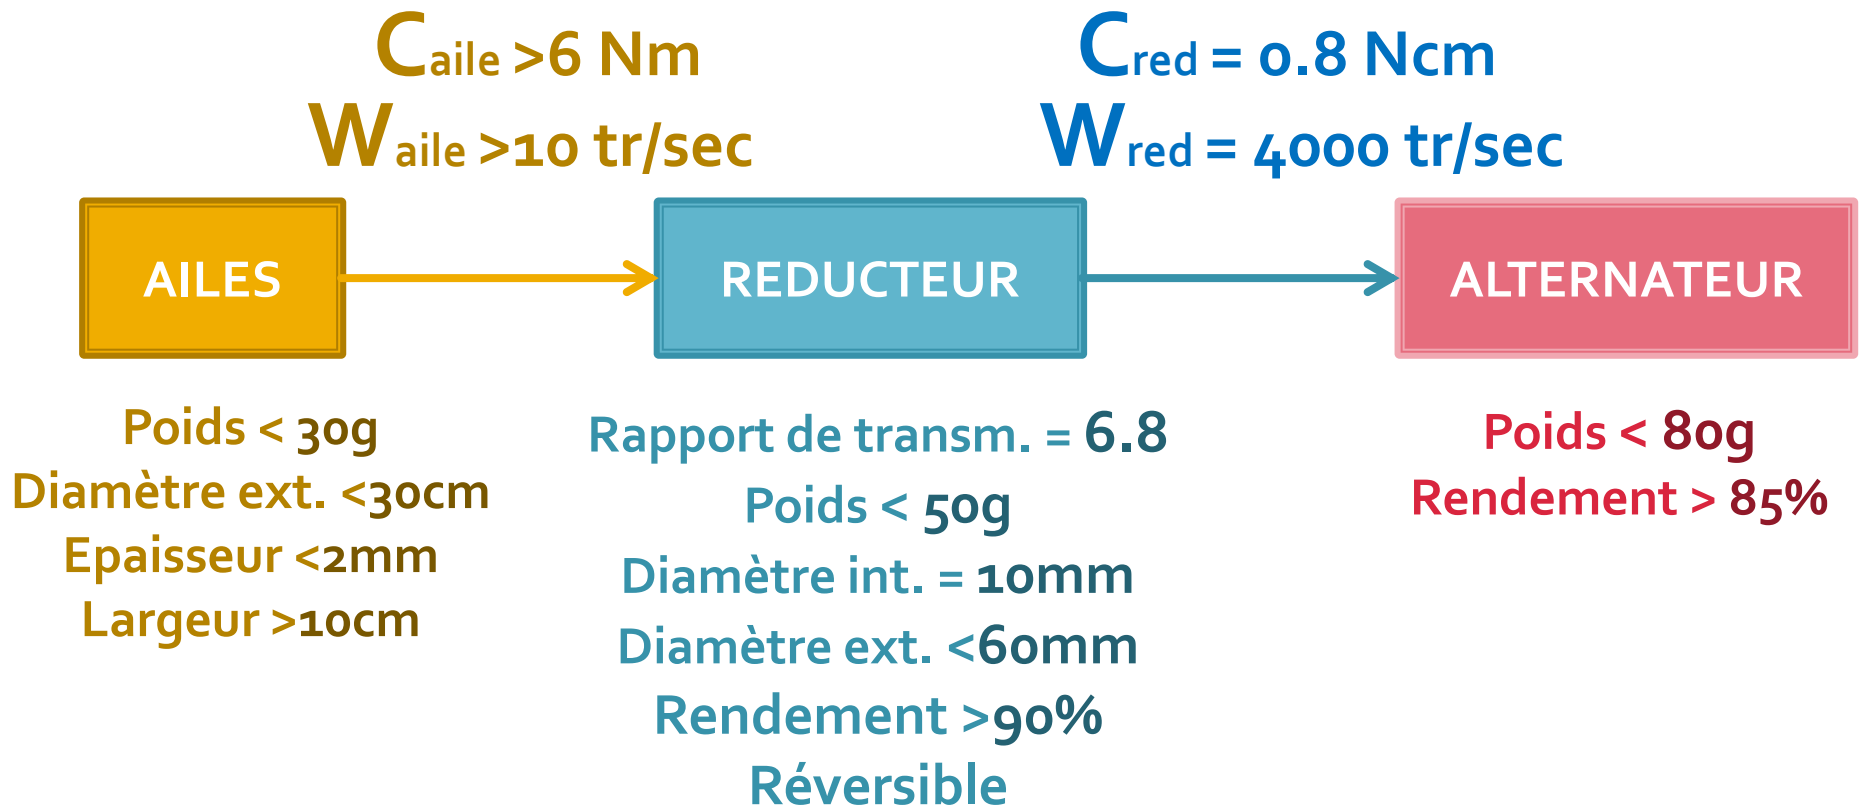 Caile >6 Nm
Waile >10 tr/sec
Cred = 0.8 Ncm
Wred = 4000 tr/sec
AILES
REDUCTEUR
ALTERNATEUR
Poids < 30g
Diamètre ext. <30cm
Epaisseur <2mm
Largeur >10cm
Rapport de transm. = 6.8
Poids < 50g
Diamètre int. = 10mm
Diamètre ext. <60mm
Rendement >90%
Réversible
Poids < 80g
Rendement > 85%